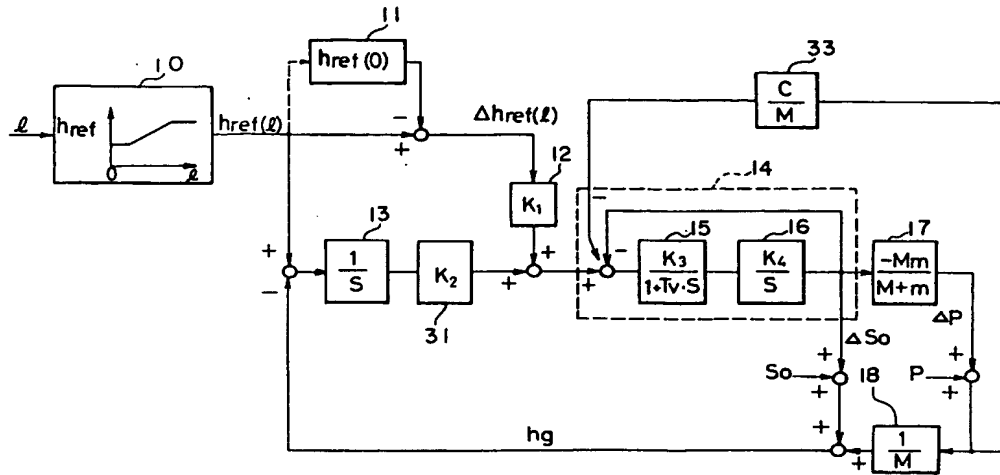 10
ℓ
href
0
ℓ
href(ℓ)
11
href(0)
−
+
Δhref(ℓ)
33
C
M
12
K₁
14
−
13
+
−
1
S
K₂
31
+
+
+
−
15
K₃
1+Tv·S
16
K₄
S
17
−Mm
M+m
ΔP
ΔSo
+
So
+
+
P
+
18
+
+
1
M
hg